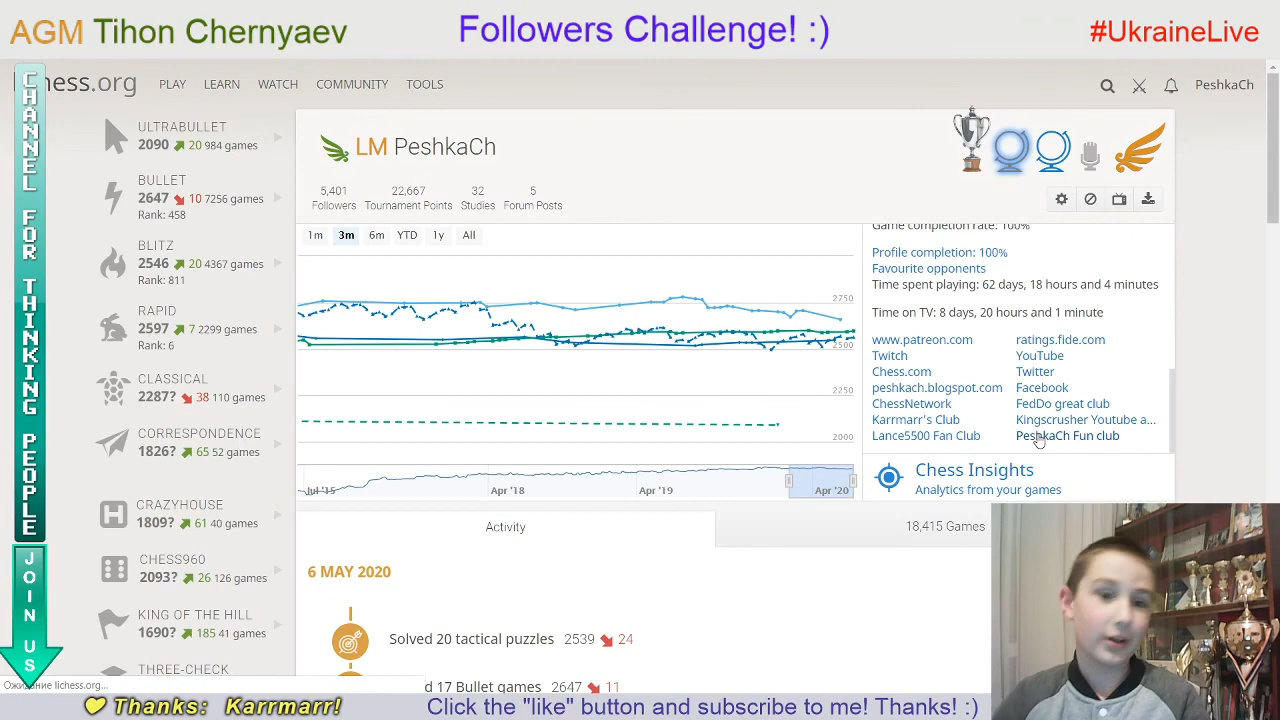 AGM Tihon Chernyaev
Followers Challenge! :)
#UkraineLive
CHANNEL FOR THINKING PEOPLE
JOIN US
chess.org
PLAY LEARN WATCH COMMUNITY TOOLS
PeshkaCh
ULTRABULLET
2090 20 984 games
BULLET
2647 10 7256 games
Rank: 458
BLITZ
2546 20 4367 games
Rank: 811
RAPID
2597 7 2299 games
Rank: 6
CLASSICAL
2287? 38 110 games
CORRESPONDENCE
1826? 65 52 games
CRAZYHOUSE
1809? 61 40 games
CHESS960
2093? 26 126 games
KING OF THE HILL
1690? 185 41 games
THREE-CHECK
LM PeshkaCh
5,401 22,667 32 5
Followers Tournament Points Studies Forum Posts
1m 3m 6m YTD 1y All
2750
2500
2250
2000
Jul '15 Apr '18 Apr '19 Apr '20
Game completion rate: 100%
Profile completion: 100%
Favourite opponents
Time spent playing: 62 days, 18 hours and 4 minutes
Time on TV: 8 days, 20 hours and 1 minute
www.patreon.com ratings.fide.com
Twitch YouTube
Chess.com Twitter
peshkach.blogspot.com Facebook
ChessNetwork FedDo great club
Karrmarr's Club Kingscrusher Youtube a...
Lance5500 Fan Club PeshkaCh Fun club
Chess Insights
Analytics from your games
Activity 18,415 Games
6 MAY 2020
Solved 20 tactical puzzles 2539 24
d 17 Bullet games 2647 11
Ожидание lichess.org...
Thanks: Karrmarr!
Click the "like" button and subscribe to me! Thanks! :)